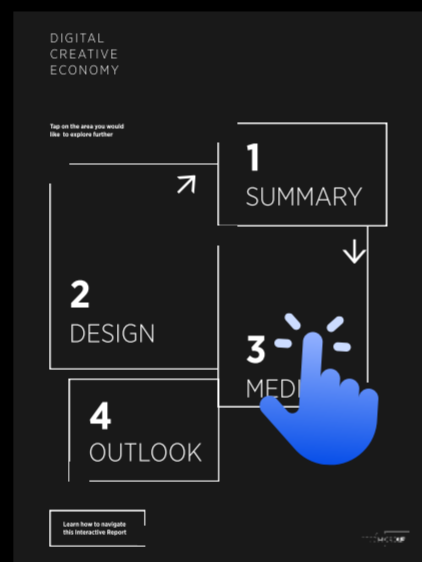 DIGITAL
CREATIVE
ECONOMY
Tap on the area you would
like to explore further
1
SUMMARY
2
DESIGN
3
4
OUTLOOK
Learn how to navigate
this Interactive Report